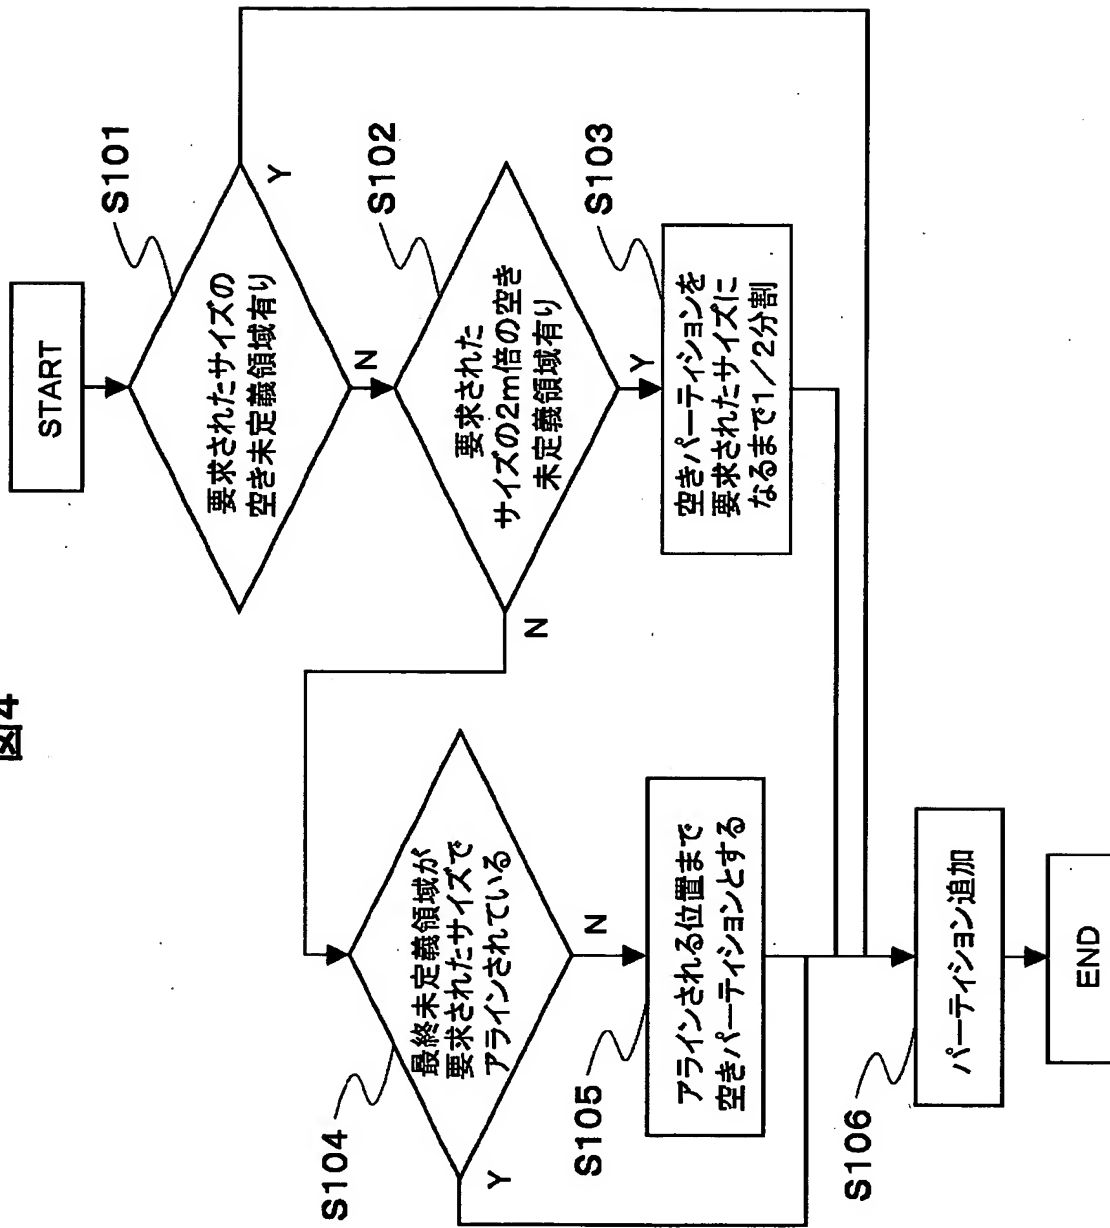 図4
START
S101
要求されたサイズの
空き未定義領域有り
Y
N
S102
要求された
サイズの2m倍の空き
未定義領域有り
N
Y
S103
空きパーティションを
要求されたサイズに
なるまで1/2分割
S104
最終未定義領域が
要求されたサイズで
アラインされている
Y
N
S105
アラインされる位置まで
空きパーティションとする
S106
パーティション追加
END